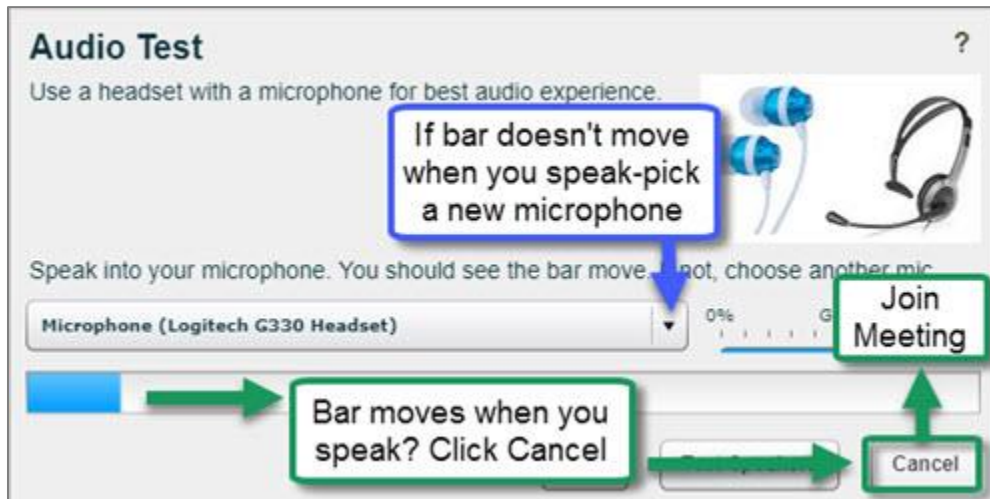 Audio Test
?
Use a headset with a microphone for best audio experience.
If bar doesn't move
when you speak-pick
a new microphone
Speak into your microphone. You should see the bar move. not, choose another mic
Microphone (Logitech G330 Headset)
0%
G
Join
Meeting
Bar moves when you
speak? Click Cancel
Cancel